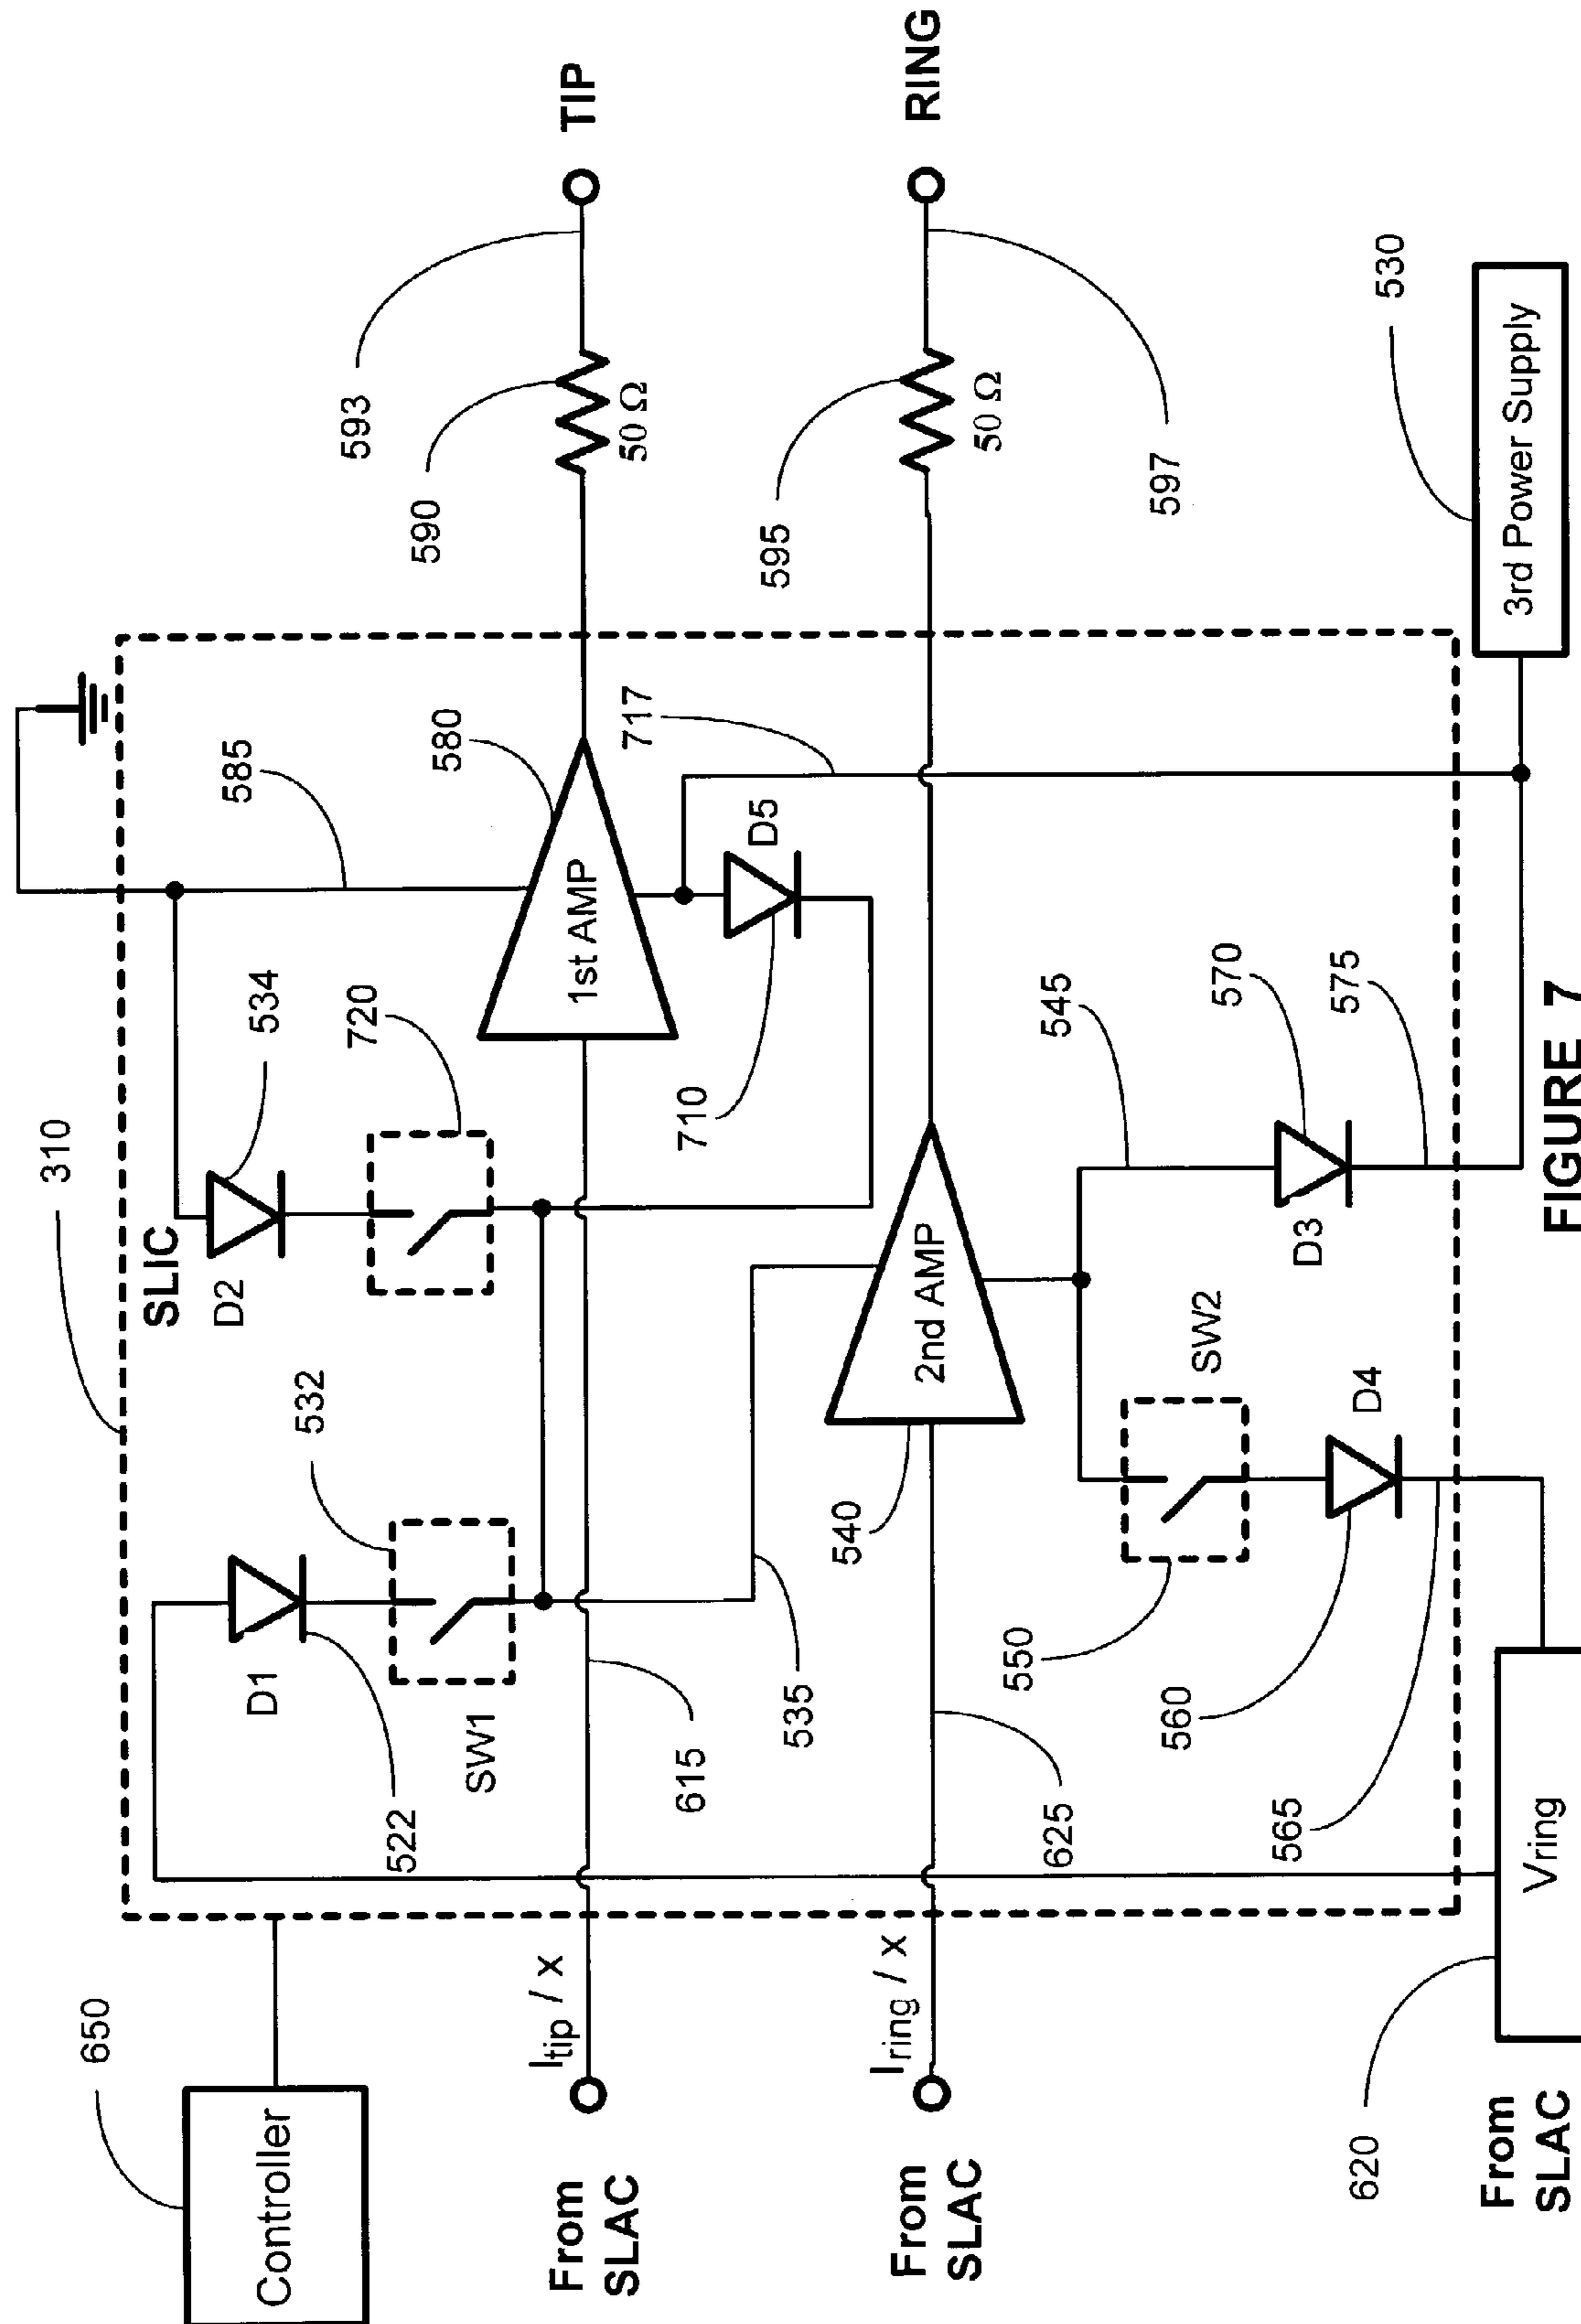 650
Controller
310
SLIC
585
D2
534
720
D1
522
532
SW1
580
1st AMP
D5
710
717
593
590
50 Ω
TIP
From
SLAC
Itip / x
615
535
540
2nd AMP
595
50 Ω
597
RING
From
SLAC
Iring / x
625
550
SW2
560
D4
565
545
570
D3
575
530
3rd Power Supply
620
From
SLAC
Vring
FIGURE 7